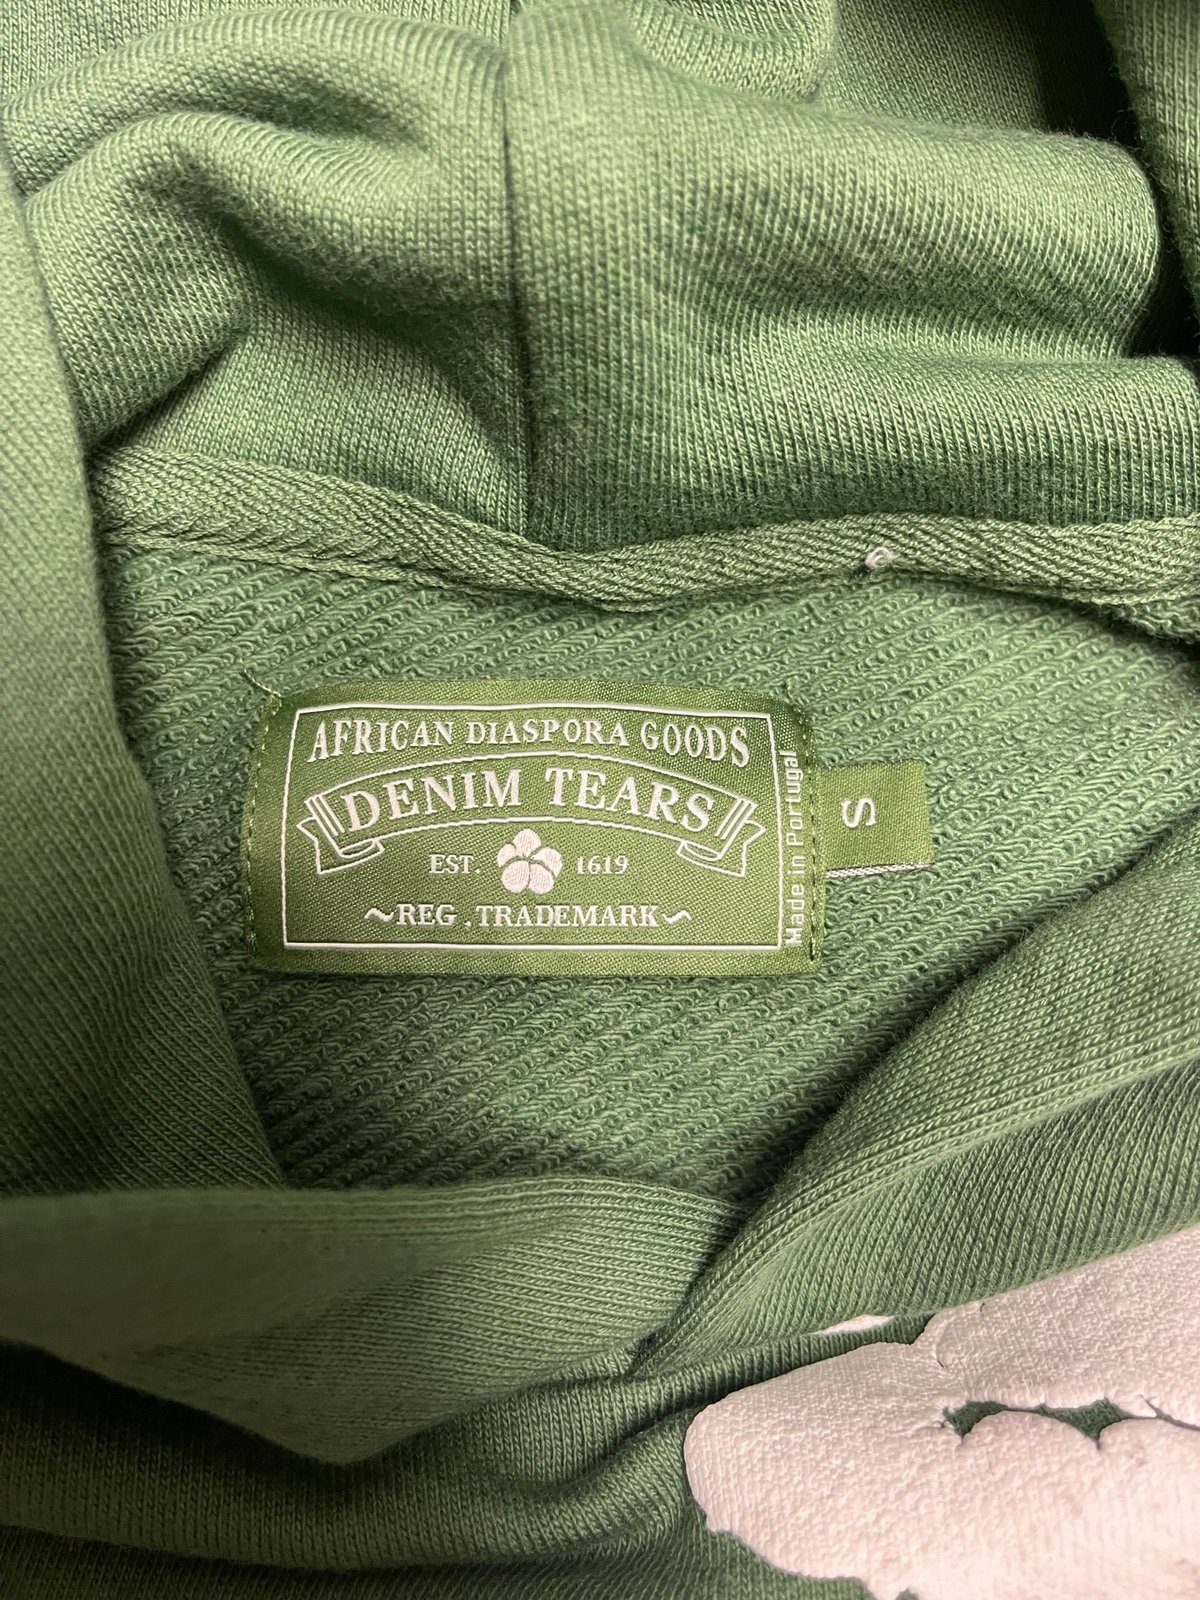 AFRICAN DIASPORA GOODS
DENIM TEARS
EST. 1619
~REG . TRADEMARK~
Made in Portugal
S